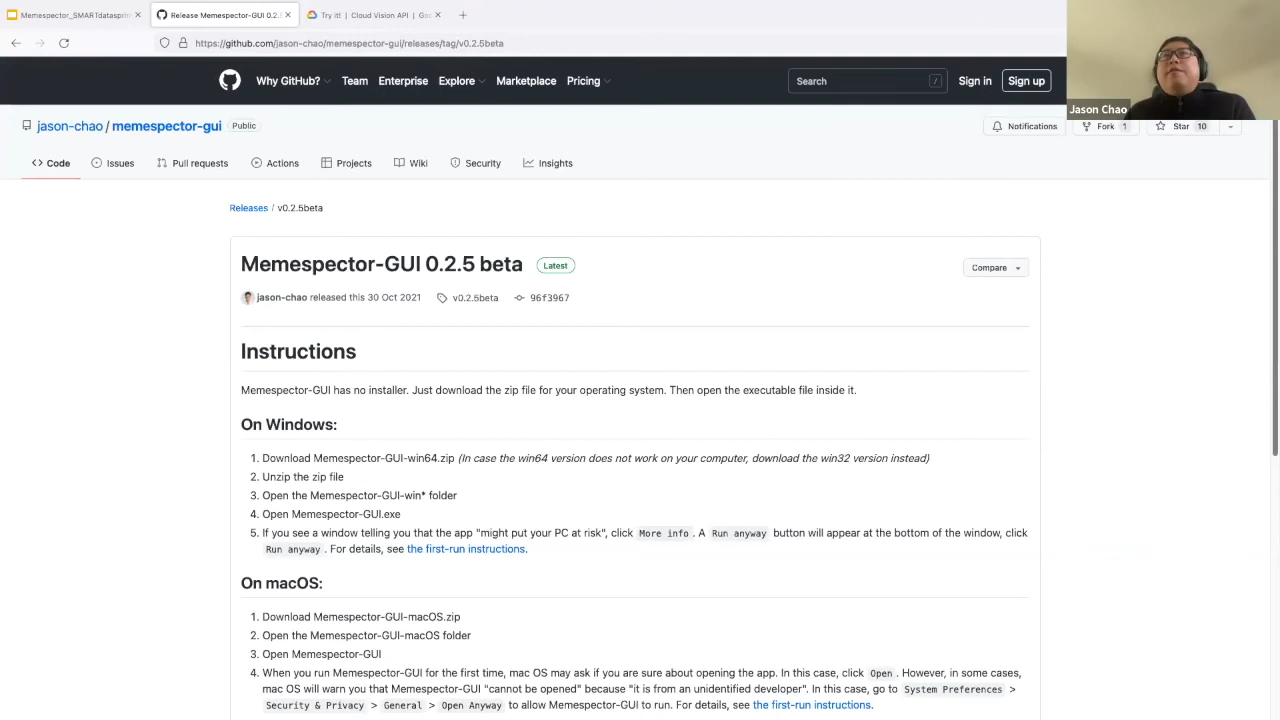 Memespector_SMARTdatasprin
Release Memespector-GUI 0.2.5
Try it! | Cloud Vision API | Goo
https://github.com/jason-chao/memespector-gui/releases/tag/v0.2.5beta
Why GitHub? Team Enterprise Explore Marketplace Pricing
Search /
Sign in Sign up
Jason Chao
jason-chao / memespector-gui Public
Notifications Fork 1 Star 10
Code Issues Pull requests Actions Projects Wiki Security Insights
Releases / v0.2.5beta
Memespector-GUI 0.2.5 beta Latest
Compare
jason-chao released this 30 Oct 2021 v0.2.5beta 96f3967
Instructions
Memespector-GUI has no installer. Just download the zip file for your operating system. Then open the executable file inside it.
On Windows:
1. Download Memespector-GUI-win64.zip (In case the win64 version does not work on your computer, download the win32 version instead)
2. Unzip the zip file
3. Open the Memespector-GUI-win* folder
4. Open Memespector-GUI.exe
5. If you see a window telling you that the app "might put your PC at risk", click More info . A Run anyway button will appear at the bottom of the window, click
Run anyway . For details, see the first-run instructions.
On macOS:
1. Download Memespector-GUI-macOS.zip
2. Open the Memespector-GUI-macOS folder
3. Open Memespector-GUI
4. When you run Memespector-GUI for the first time, mac OS may ask if you are sure about opening the app. In this case, click Open . However, in some cases,
mac OS will warn you that Memespector-GUI "cannot be opened" because "it is from an unidentified developer". In this case, go to System Preferences >
Security & Privacy > General > Open Anyway to allow Memespector-GUI to run. For details, see the first-run instructions.